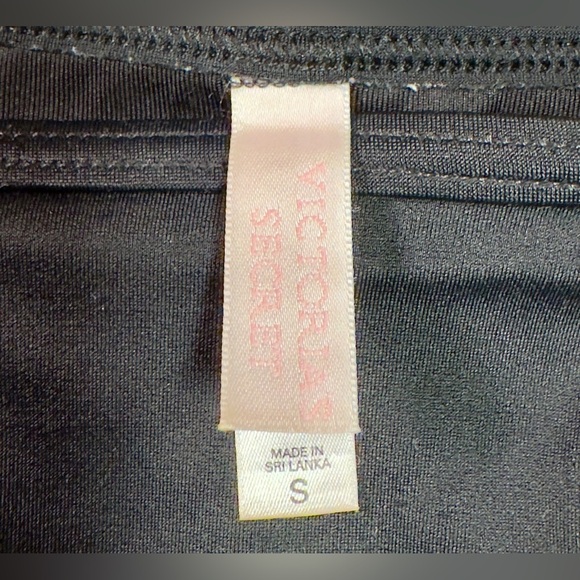 VICTORIA'S
SECRET
MADE IN
SRI LANKA
S